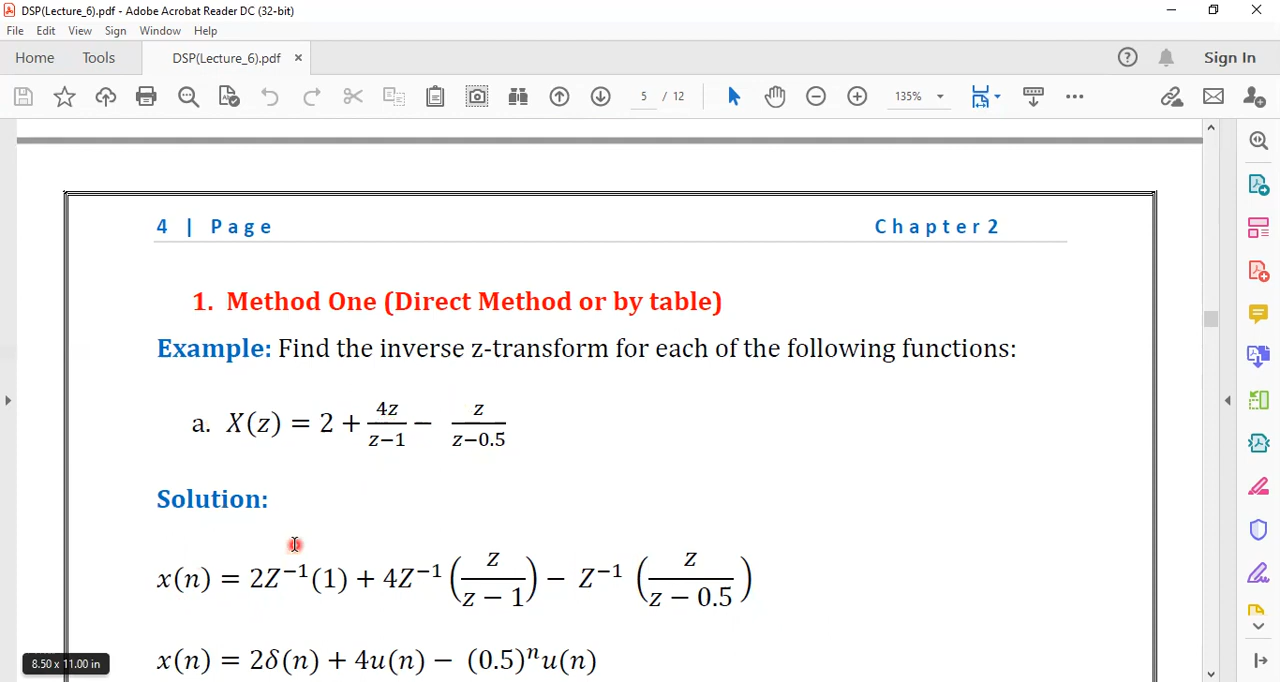 DSP(Lecture_6).pdf - Adobe Acrobat Reader DC (32-bit)
File Edit View Sign Window Help
Home Tools DSP(Lecture_6).pdf × ? Sign In
5 / 12 135%
4 | Page Chapter2
1. Method One (Direct Method or by table)
Example: Find the inverse z-transform for each of the following functions:
a. X(z) = 2 + 4z/(z−1) − z/(z−0.5)
Solution:
x(n) = 2Z⁻¹(1) + 4Z⁻¹(z/(z − 1)) − Z⁻¹(z/(z − 0.5))
x(n) = 2δ(n) + 4u(n) − (0.5)ⁿu(n)
8.50 x 11.00 in